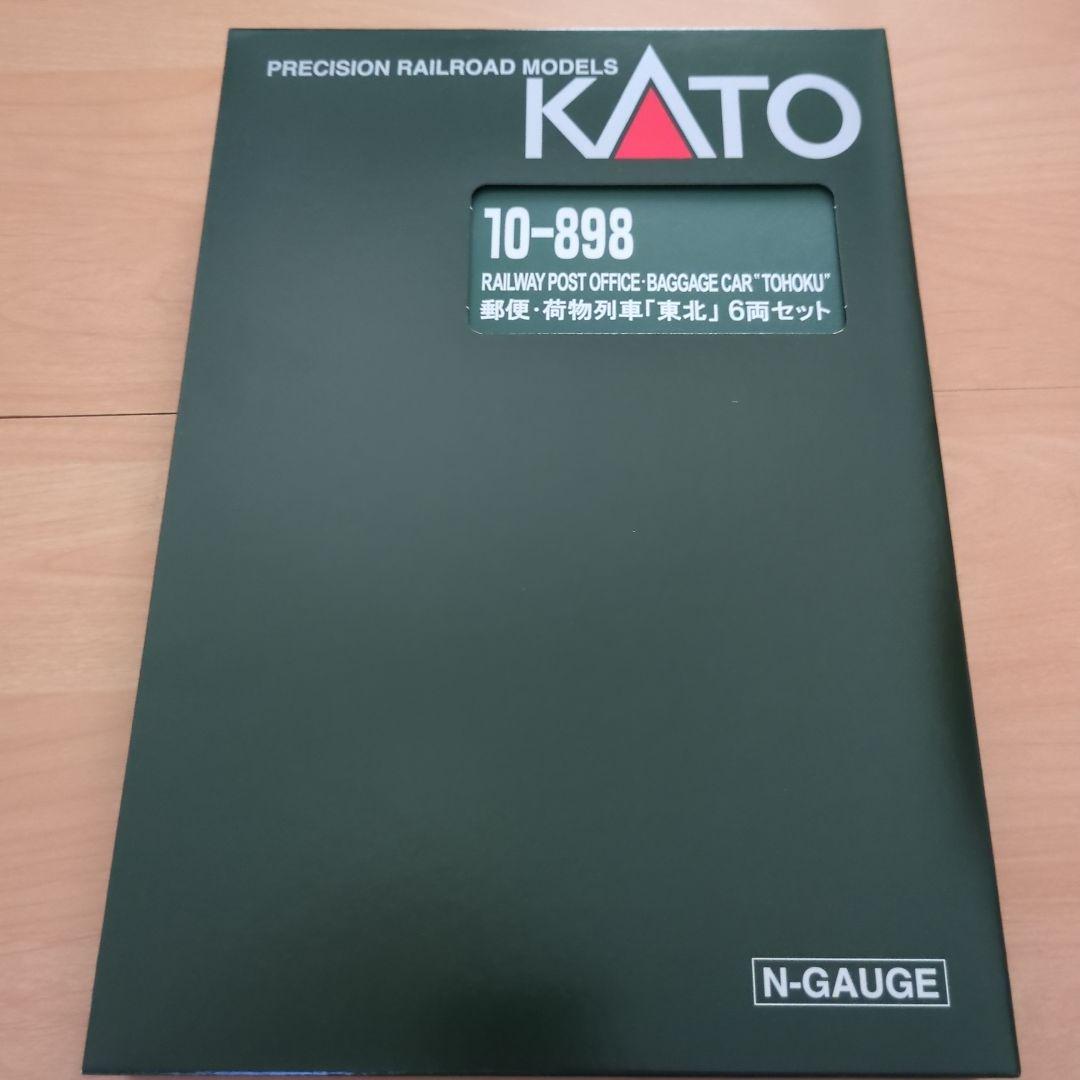 PRECISION RAILROAD MODELS
KATO
10-898
RAILWAY POST OFFICE・BAGGAGE CAR "TOHOKU"
郵便・荷物列車「東北」 6両セット
N-GAUGE